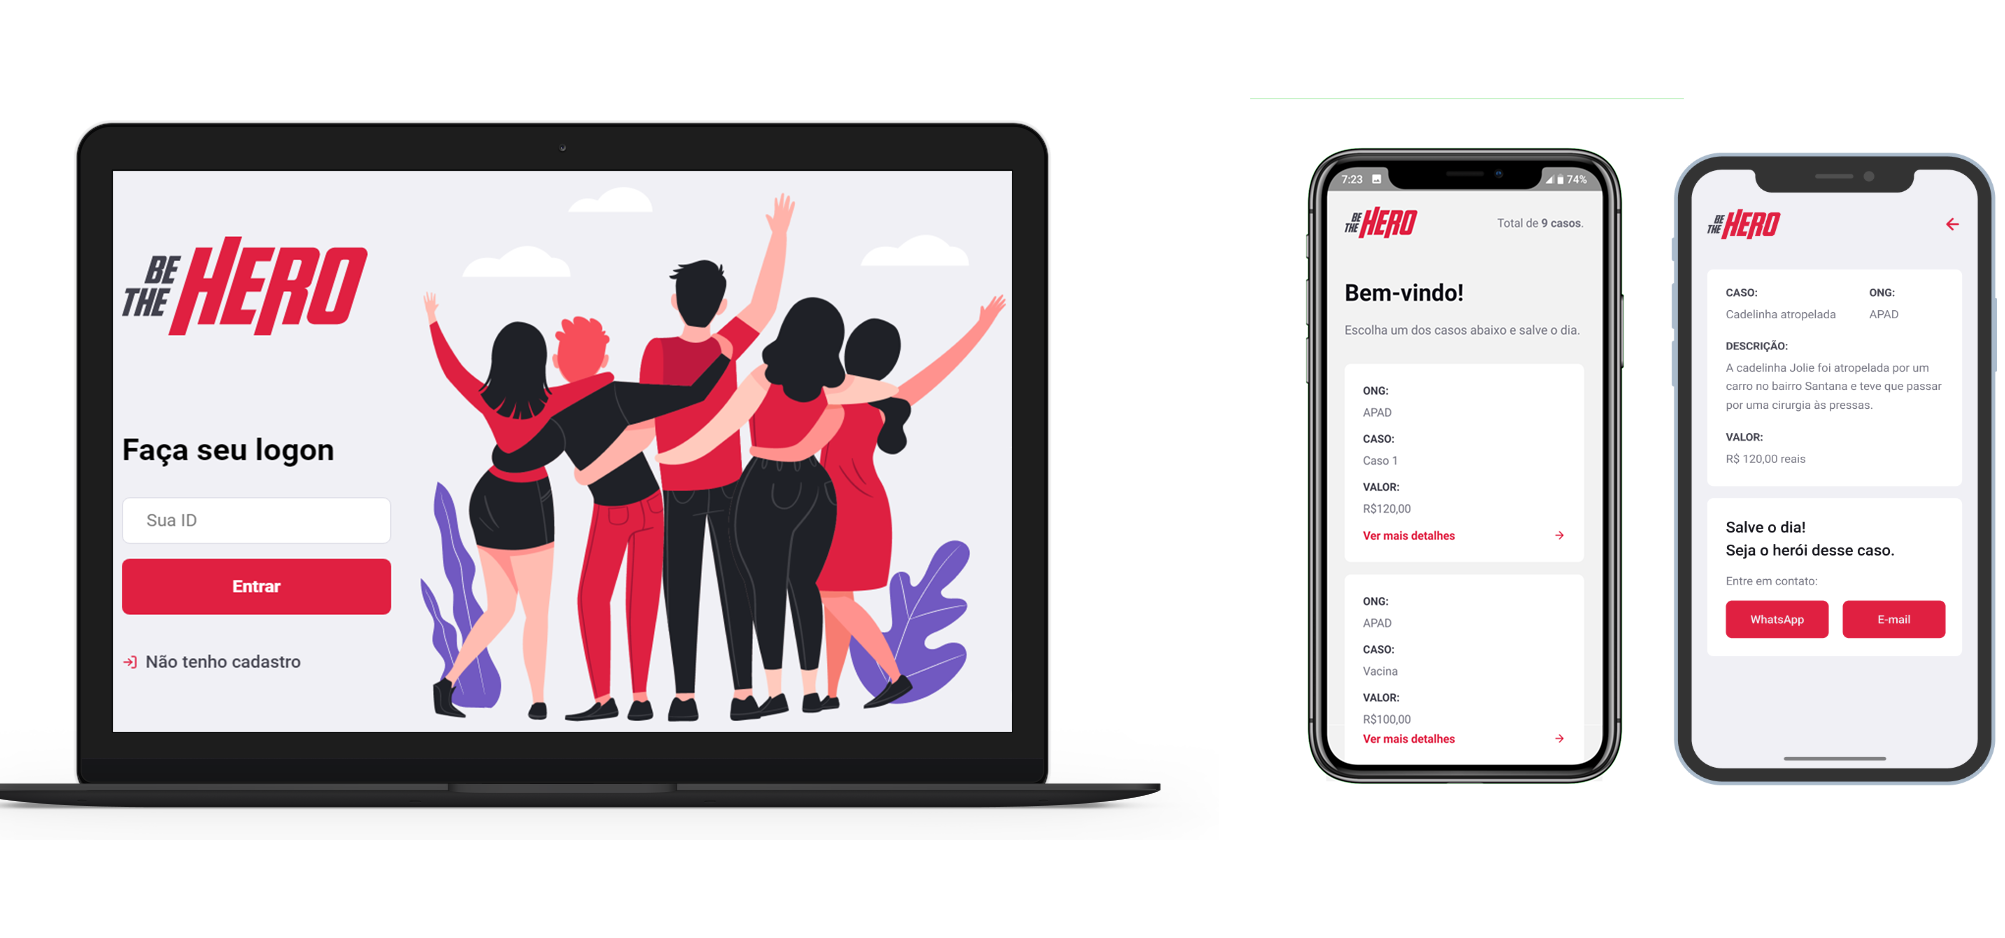 BE
THE HERO
Faça seu logon
Sua ID
Entrar
Não tenho cadastro
7:23
74%
BE
THE HERO
Total de 9 casos.
Bem-vindo!
Escolha um dos casos abaixo e salve o dia.
ONG:
APAD
CASO:
Caso 1
VALOR:
R$120,00
Ver mais detalhes
ONG:
APAD
CASO:
Vacina
VALOR:
R$100,00
Ver mais detalhes
BE
THE HERO
CASO: ONG:
Cadelinha atropelada APAD
DESCRIÇÃO:
A cadelinha Jolie foi atropelada por um
carro no bairro Santana e teve que passar
por uma cirurgia às pressas.
VALOR:
R$ 120,00 reais
Salve o dia!
Seja o herói desse caso.
Entre em contato:
WhatsApp E-mail